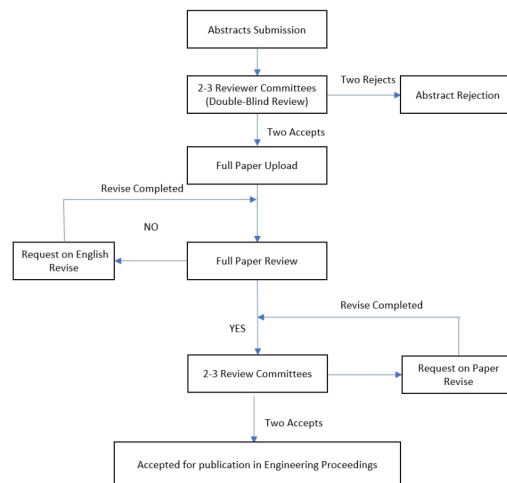 Abstracts Submission
2-3 Reviewer Committees
(Double-Blind Review)
Two Rejects
Abstract Rejection
Two Accepts
Full Paper Upload
Revise Completed
NO
Request on English
Revise
Full Paper Review
Revise Completed
YES
2-3 Review Committees
Request on Paper
Revise
Two Accepts
Accepted for publication in Engineering Proceedings